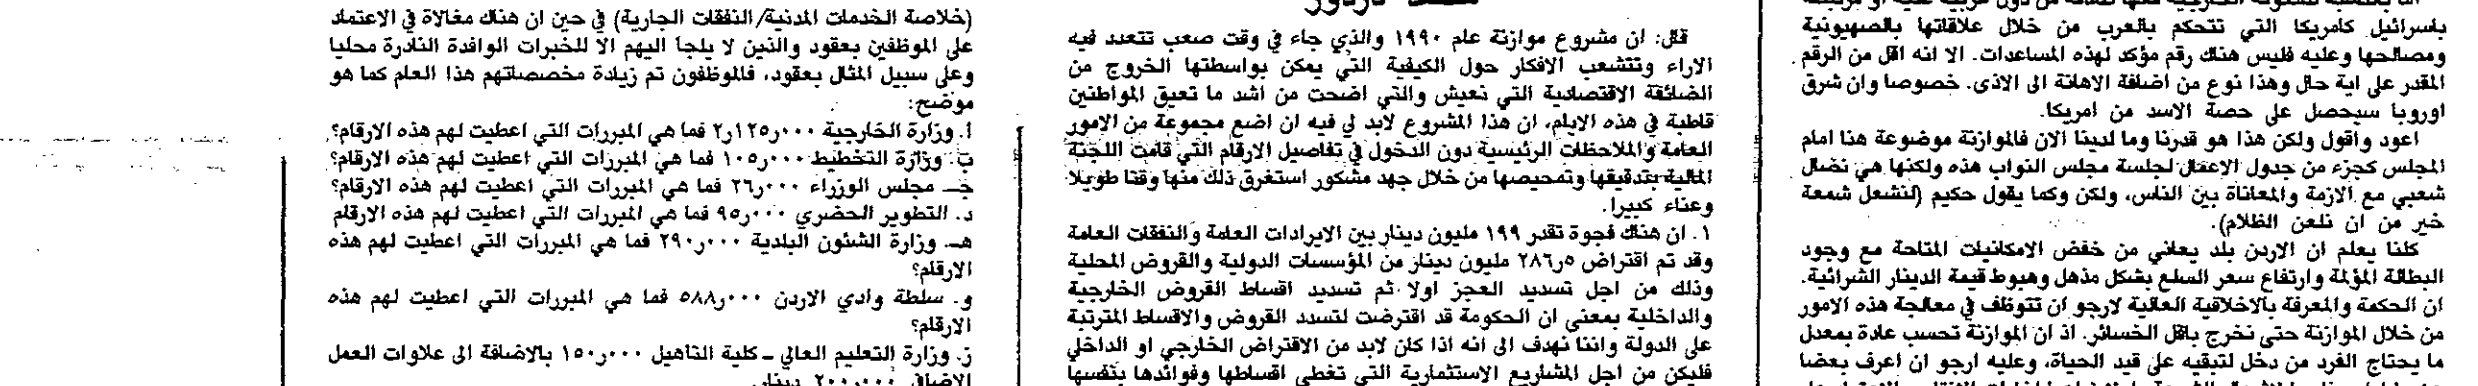 باسرائيل كامريكا التي تتحكم بالعرب من خلال علاقاتها بالصهيونية
ومصالحها وعليه فليس هناك رقم مؤكد لهذه المساعدات. الا انه اقل من الرقم
المقدر على اية حال وهذا نوع من اضافة الاهانة الى الاذى. خصوصا وان شرق
اوروبا سيحصل على حصة الاسد من امريكا.
اعود واقول ولكن هذا هو قدرنا وما لدينا الان فالموازنة موضوعة هنا امام
المجلس كجزء من جدول الاعمال لجلسة مجلس النواب هذه ولكنها هي نضال
شعبي مع الازمة والمعاناة بين الناس، ولكن وكما يقول حكيم (لنشعل شمعة
خير من ان نلعن الظلام).
كلنا يعلم ان الاردن بلد يعاني من خفض الامكانيات المتاحة مع وجود
البطالة المؤلمة وارتفاع سعر السلع بشكل مذهل وهبوط قيمة الدينار الشرائية.
ان الحكمة والمعرفة بالاخلاقية العالية لارجو ان تتوظف في معالجة هذه الامور
من خلال الموازنة حتى نخرج باقل الخسائر. اذ ان الموازنة تحسب عادة بمعدل
ما يحتاج الفرد من دخل لتبقيه على قيد الحياة، وعليه ارجو ان اعرف بعضا
قال: ان مشروع موازنة عام ١٩٩٠ والذي جاء في وقت صعب تتعدد فيه
الاراء وتتشعب الافكار حول الكيفية التي يمكن بواسطتها الخروج من
الضائقة الاقتصادية التي نعيش والتي اضحت من اشد ما تعيق المواطنين
قاطبة في هذه الايام، ان هذا المشروع لابد لي فيه ان اضع مجموعة من الامور
العامة والملاحظات الرئيسية دون الدخول في تفاصيل الارقام التي قامت اللجنة
المالية بتدقيقها وتمحيصها من خلال جهد مشكور استغرق ذلك منها وقتا طويلا
وعناء كبيرا.
١. ان هناك فجوة تقدر ١٩٩ مليون دينار بين الايرادات العامة والنفقات العامة
وقد تم اقتراض ٢٨٦٫٥ مليون دينار من المؤسسات الدولية والقروض المحلية
وذلك من اجل تسديد العجز اولا ثم تسديد اقساط القروض الخارجية
والداخلية بمعنى ان الحكومة قد اقترضت لتسدد القروض والاقساط المترتبة
على الدولة واننا نهدف الى انه اذا كان لابد من الاقتراض الخارجي او الداخلي
فليكن من اجل المشاريع الاستثمارية التي تغطي اقساطها وفوائدها بنفسها
(خلاصة الخدمات المدنية/ النفقات الجارية) في حين ان هناك مغالاة في الاعتماد
على الموظفين بعقود والذين لا يلجا اليهم الا للخبرات الوافدة النادرة محليا
وعلى سبيل المثال بعقود، فالموظفون تم زيادة مخصصاتهم هذا العام كما هو
موضح:
ا. وزارة الخارجية ٢ر١٢٥ر٠٠٠ فما هي المبررات التي اعطيت لهم هذه الارقام؟
ب. وزارة التخطيط ١٠٥ر٠٠٠ فما هي المبررات التي اعطيت لهم هذه الارقام؟
جـ. مجلس الوزراء ٢٦ر٠٠٠ فما هي المبررات التي اعطيت لهم هذه الارقام؟
د. التطوير الحضري ٩٥ر٠٠٠ فما هي المبررات التي اعطيت لهم هذه الارقام
هـ. وزارة الشئون البلدية ٢٩٠ر٠٠٠ فما هي المبررات التي اعطيت لهم هذه
الارقام؟
و. سلطة وادي الاردن ٥٨٨ر٠٠٠ فما هي المبررات التي اعطيت لهم هذه
الارقام؟
ز. وزارة التعليم العالي ـ كلية التاهيل ١٥٠ر٠٠٠ بالاضافة الى علاوات العمل